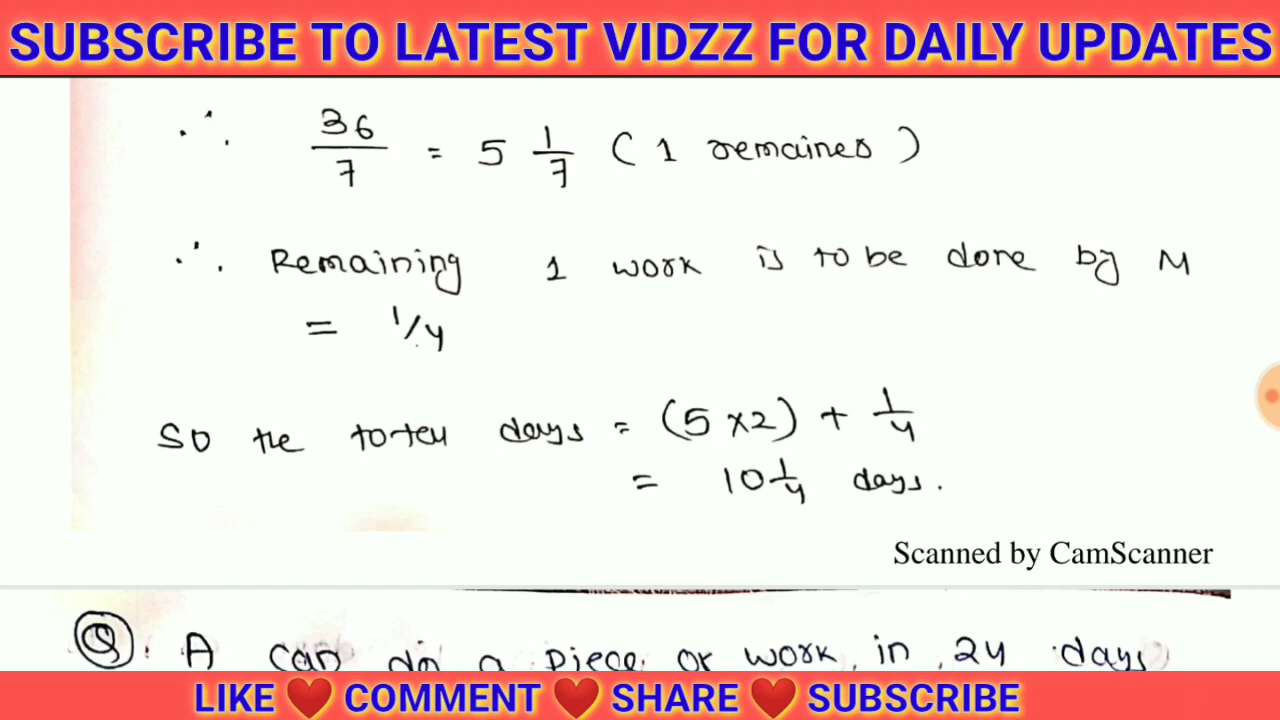 SUBSCRIBE TO LATEST VIDZZ FOR DAILY UPDATES
∴ 36/7 = 5 1/7 (1 remaines)
∴ Remaining 1 work is to be done by M
= 1/4
So the total days = (5×2) + 1/4
= 10 1/4 days.
Scanned by CamScanner
Q. A can do a piece of work in 24 days
LIKE ❤ COMMENT ❤ SHARE ❤ SUBSCRIBE